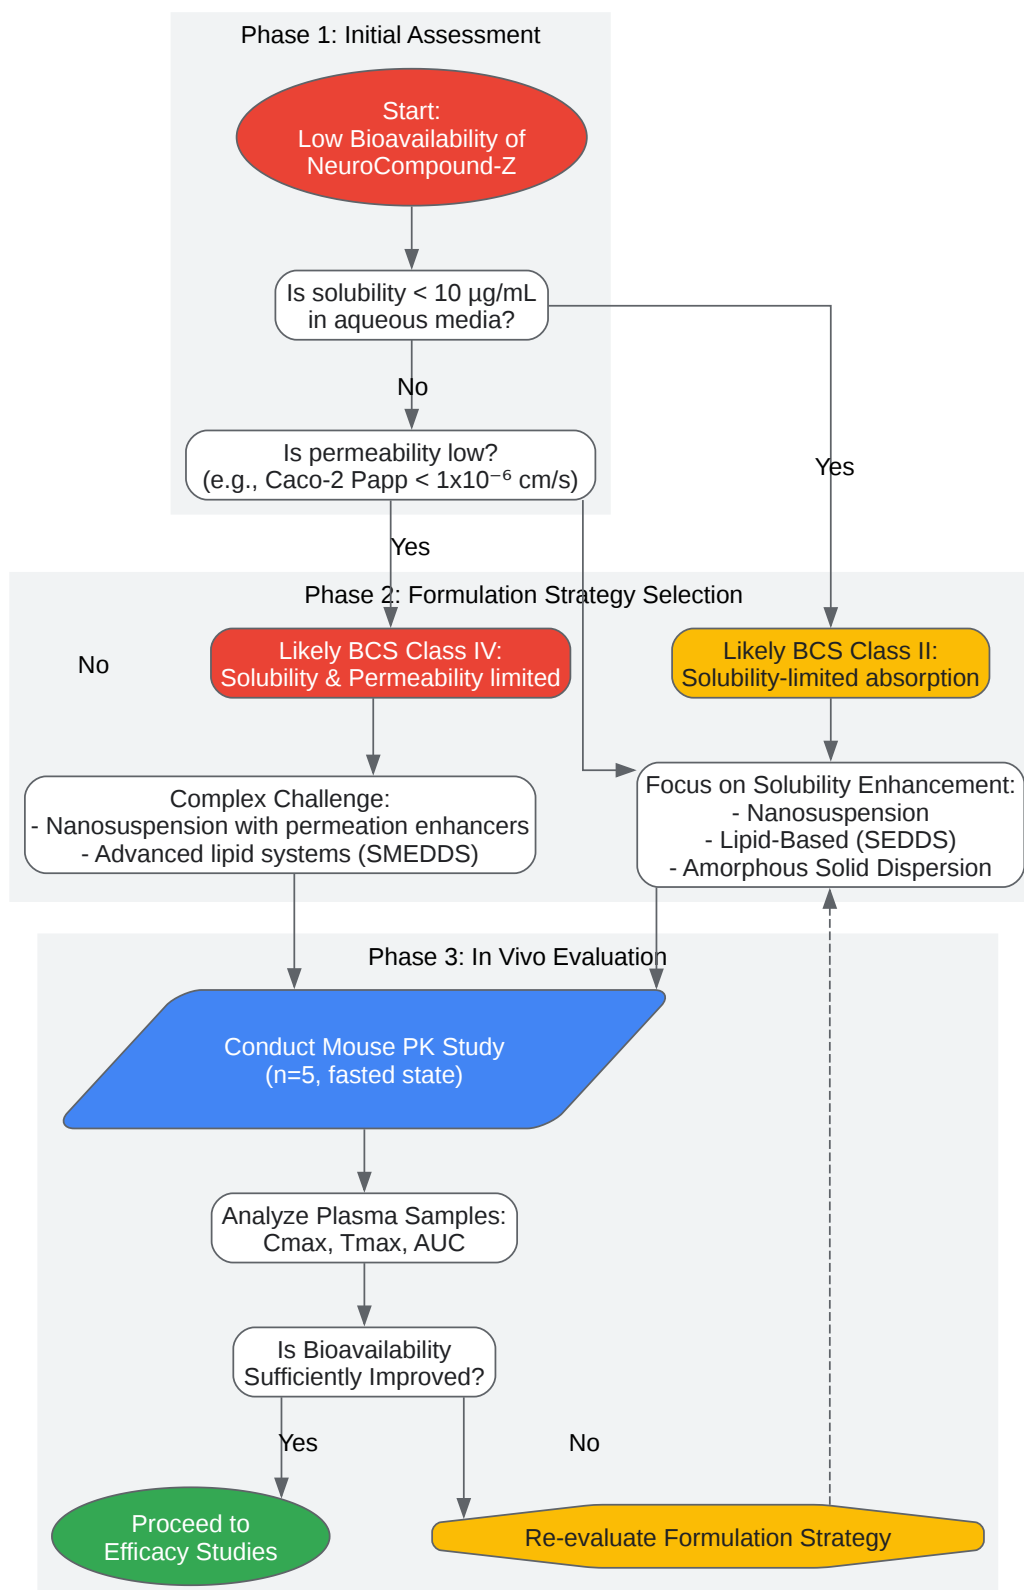 Phase 1: Initial Assessment
Start:
Low Bioavailability of
NeuroCompound-Z
Is solubility < 10 µg/mL
in aqueous media?
No
Is permeability low?
(e.g., Caco-2 Papp < 1x10⁻⁶ cm/s)
Yes
Yes
Phase 2: Formulation Strategy Selection
No
Likely BCS Class IV:
Solubility & Permeability limited
Likely BCS Class II:
Solubility-limited absorption
Complex Challenge:
- Nanosuspension with permeation enhancers
- Advanced lipid systems (SMEDDS)
Focus on Solubility Enhancement:
- Nanosuspension
- Lipid-Based (SEDDS)
- Amorphous Solid Dispersion
Phase 3: In Vivo Evaluation
Conduct Mouse PK Study
(n=5, fasted state)
Analyze Plasma Samples:
Cmax, Tmax, AUC
Is Bioavailability
Sufficiently Improved?
Yes
No
Proceed to
Efficacy Studies
Re-evaluate Formulation Strategy